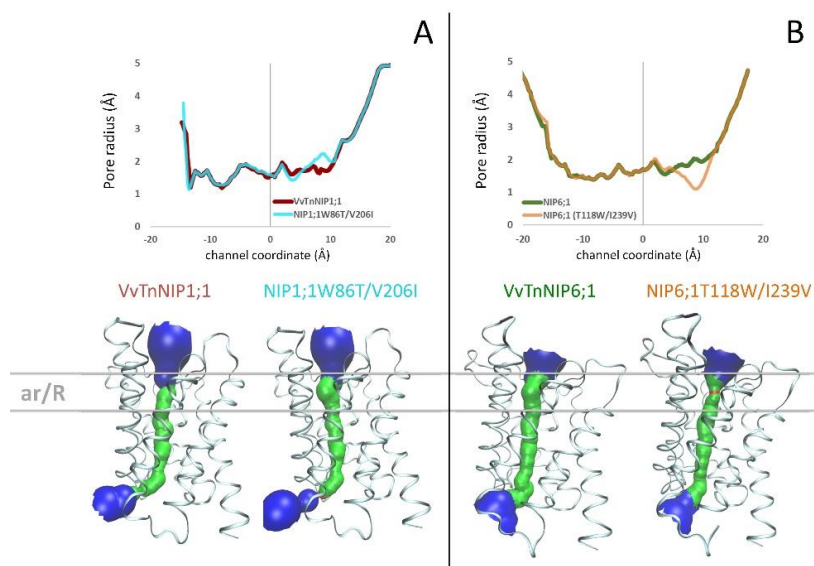 A
B
5
4
3
2
1
0
Pore radius (Å)
VvTnNIP1;1
NIP1;1W86T/V206I
-20 -10 0 10 20
channel coordinate (Å)
5
4
3
2
1
0
Pore radius (Å)
NIP6;1
NIP6;1 (T118W/I239V)
-20 -10 0 10 20
channel coordinate (Å)
VvTnNIP1;1 NIP1;1W86T/V206I
VvTnNIP6;1 NIP6;1T118W/I239V
ar/R